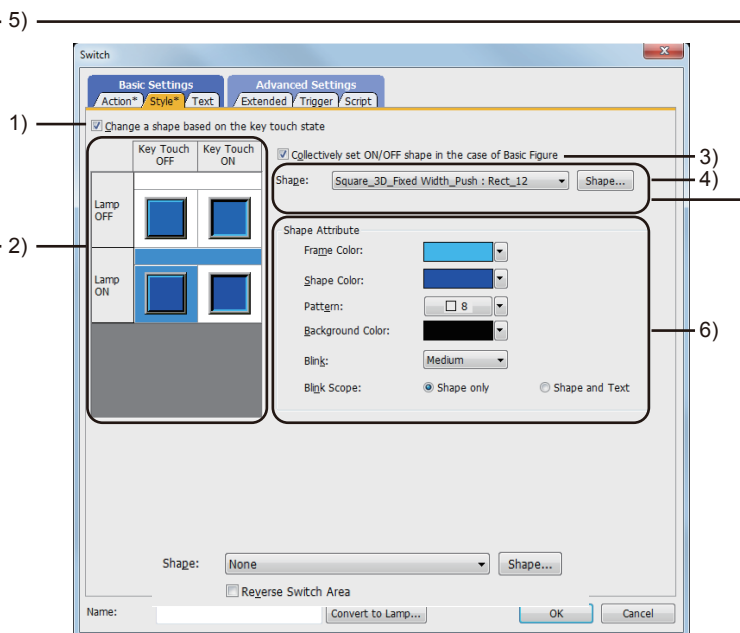 5)
Switch
Basic Settings Advanced Settings
Action* Style* Text Extended Trigger Script
1) Change a shape based on the key touch state
Key Touch OFF Key Touch ON
Collectively set ON/OFF shape in the case of Basic Figure 3)
Shape: Square_3D_Fixed Width_Push : Rect_12 Shape... 4)
Lamp OFF
Shape Attribute
Frame Color:
2)
Lamp ON
Shape Color:
Pattern: 8
Background Color: 6)
Blink: Medium
Blink Scope: Shape only Shape and Text
Shape: None Shape...
Reverse Switch Area
Name: Convert to Lamp... OK Cancel